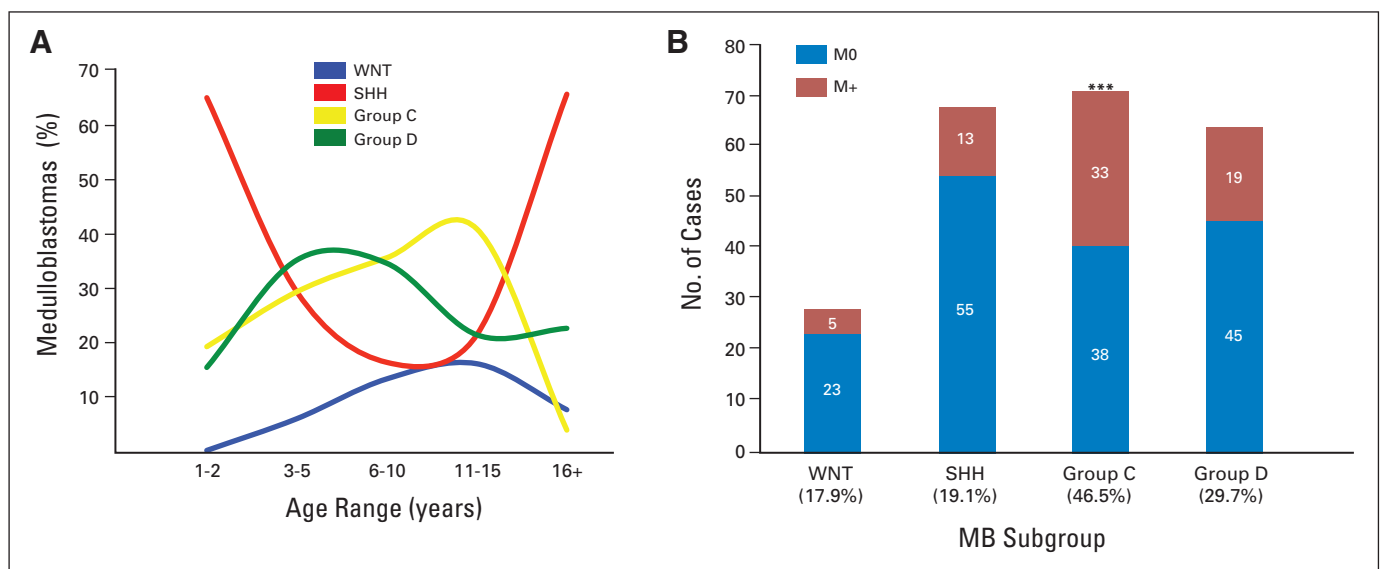 A
Medulloblastomas (%)
70
60
50
40
30
20
10
WNT
SHH
Group C
Group D
1-2 3-5 6-10 11-15 16+
Age Range (years)
B
No. of Cases
80
70
60
50
40
30
20
10
0
M0
M+
***
5
23
13
55
33
38
19
45
WNT SHH Group C Group D
(17.9%) (19.1%) (46.5%) (29.7%)
MB Subgroup